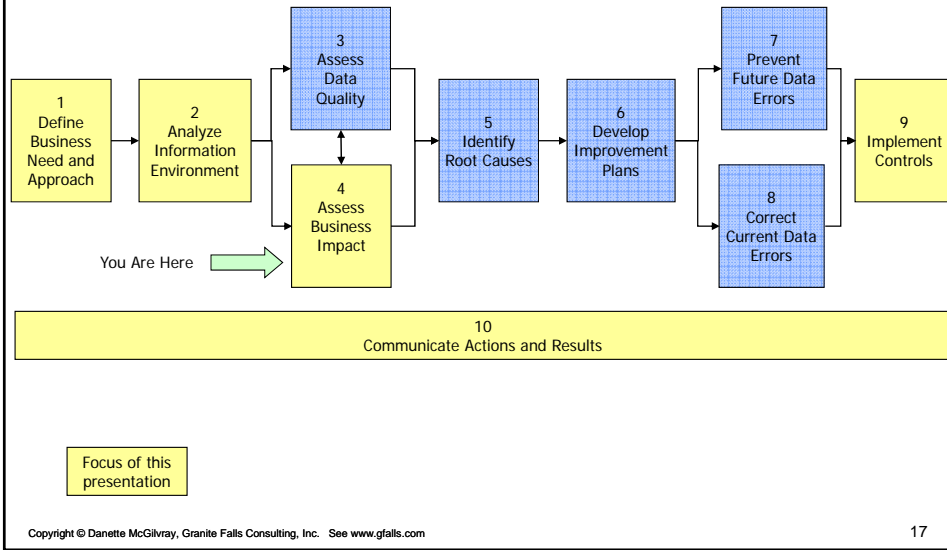 1
Define
Business
Need and
Approach
2
Analyze
Information
Environment
3
Assess
Data
Quality
4
Assess
Business
Impact
You Are Here
5
Identify
Root Causes
6
Develop
Improvement
Plans
7
Prevent
Future Data
Errors
8
Correct
Current Data
Errors
9
Implement
Controls
10
Communicate Actions and Results
Focus of this
presentation
Copyright © Danette McGilvray, Granite Falls Consulting, Inc. See www.gfalls.com
17